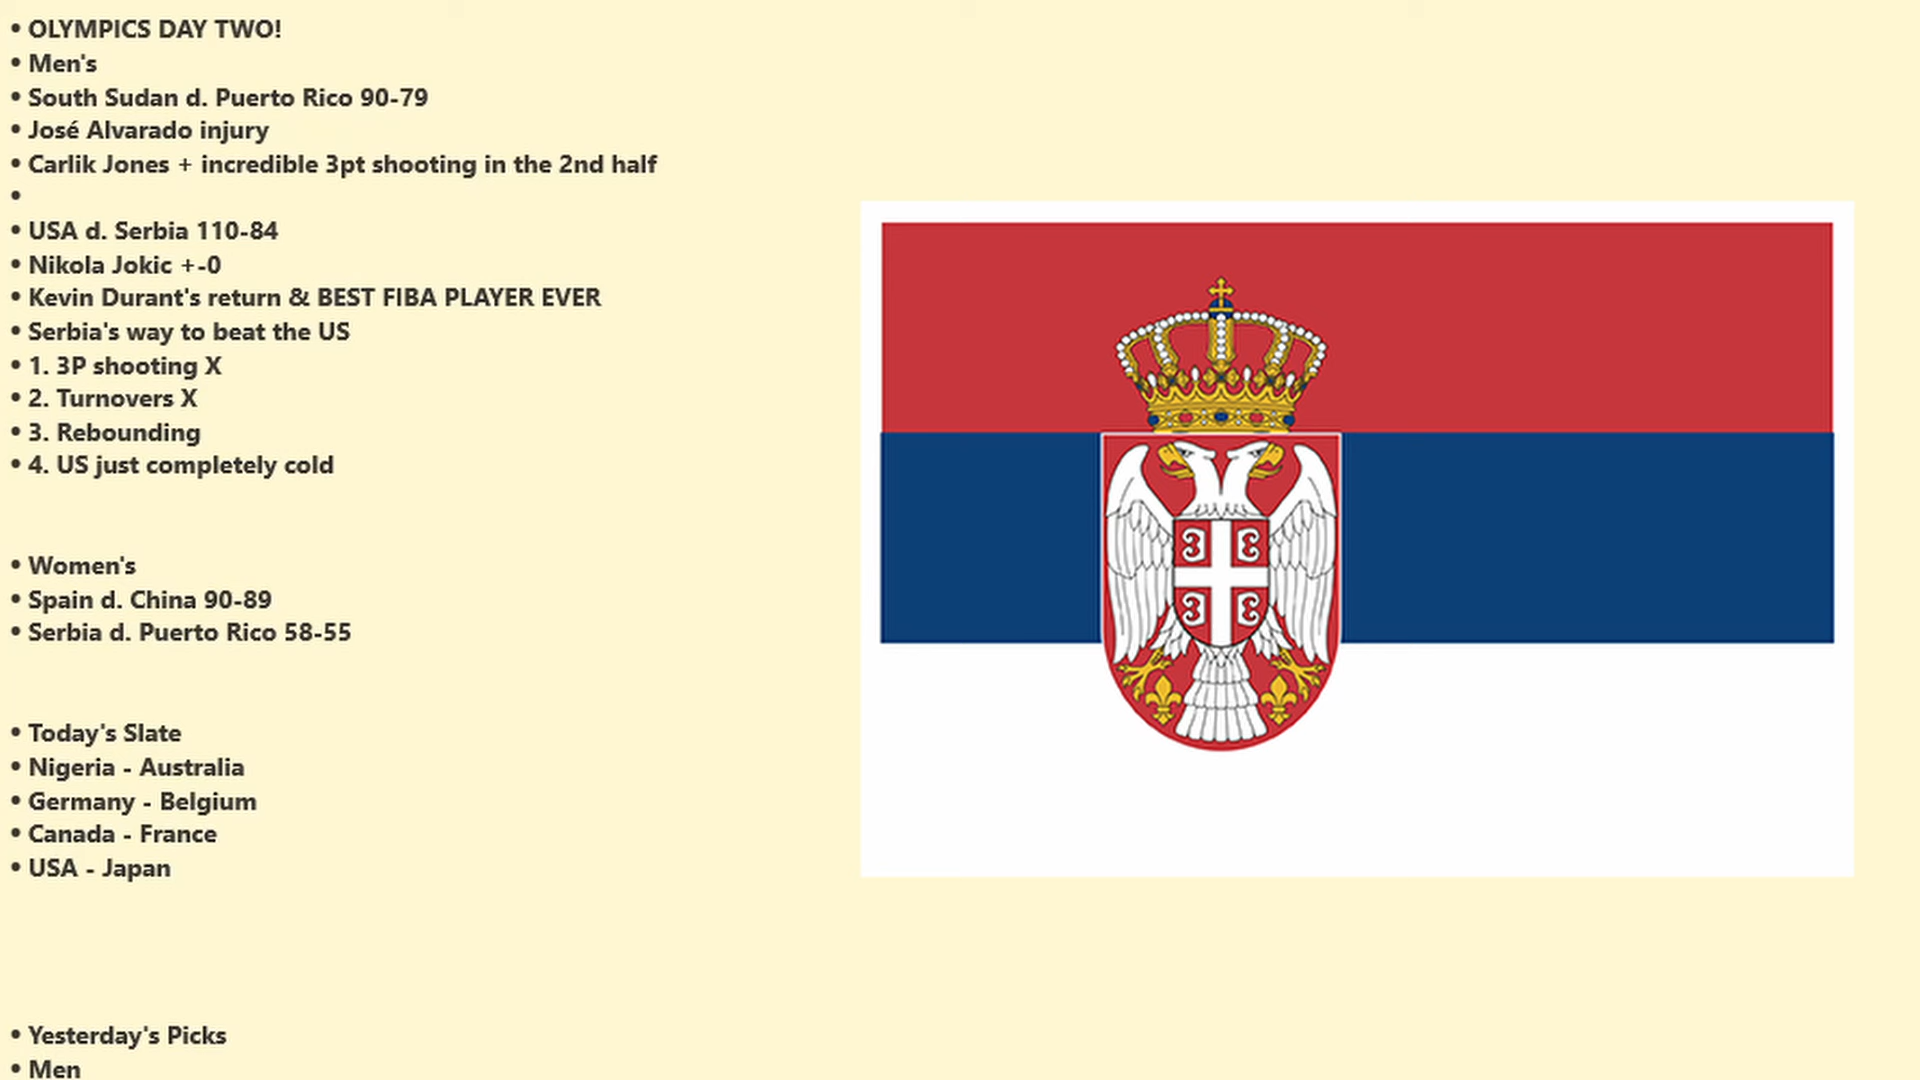 • OLYMPICS DAY TWO!
• Men's
• South Sudan d. Puerto Rico 90-79
• José Alvarado injury
• Carlik Jones + incredible 3pt shooting in the 2nd half
•
• USA d. Serbia 110-84
• Nikola Jokic +-0
• Kevin Durant's return & BEST FIBA PLAYER EVER
• Serbia's way to beat the US
• 1. 3P shooting X
• 2. Turnovers X
• 3. Rebounding
• 4. US just completely cold
• Women's
• Spain d. China 90-89
• Serbia d. Puerto Rico 58-55
• Today's Slate
• Nigeria - Australia
• Germany - Belgium
• Canada - France
• USA - Japan
• Yesterday's Picks
• Men